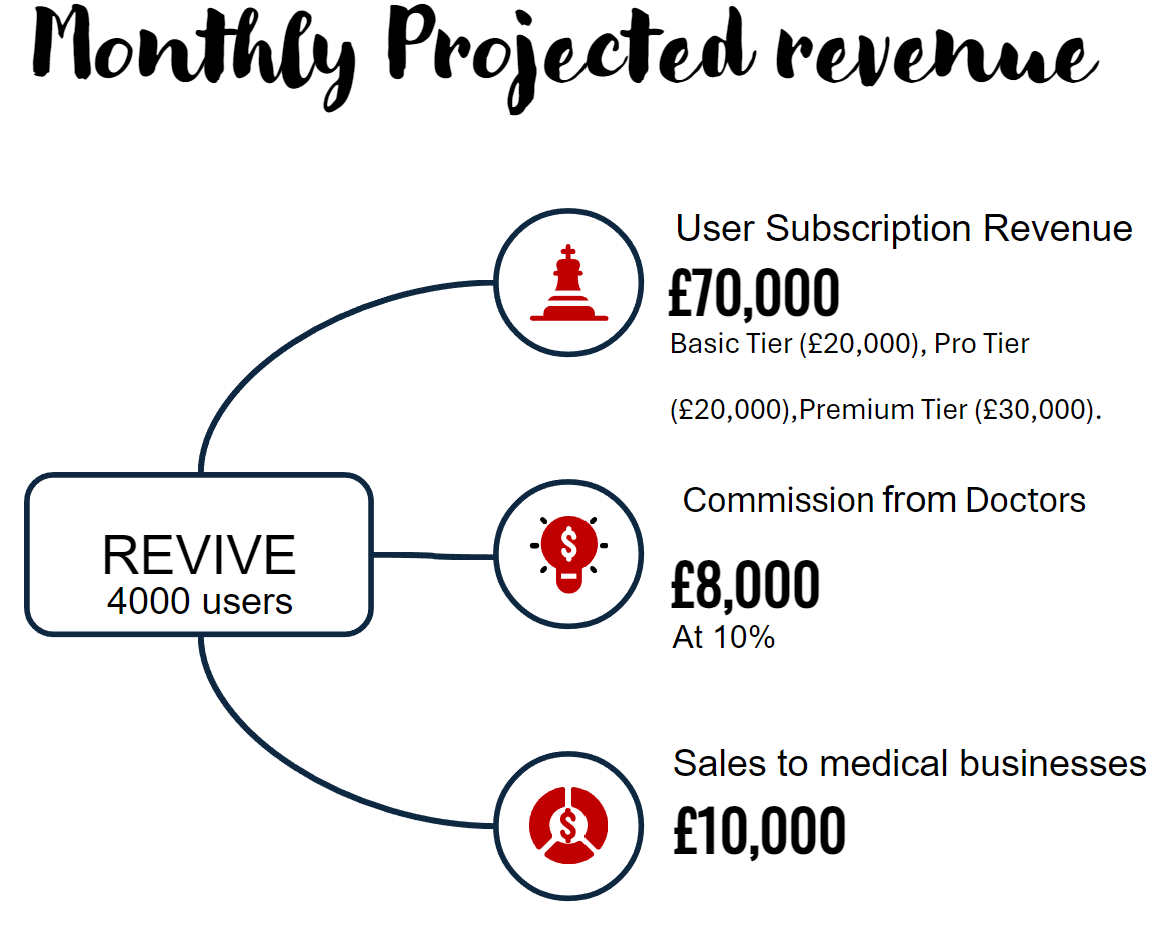 Monthly Projected revenue
User Subscription Revenue
£70,000
Basic Tier (£20,000), Pro Tier
(£20,000),Premium Tier (£30,000).
REVIVE
4000 users
Commission from Doctors
$
£8,000
At 10%
Sales to medical businesses
$
£10,000